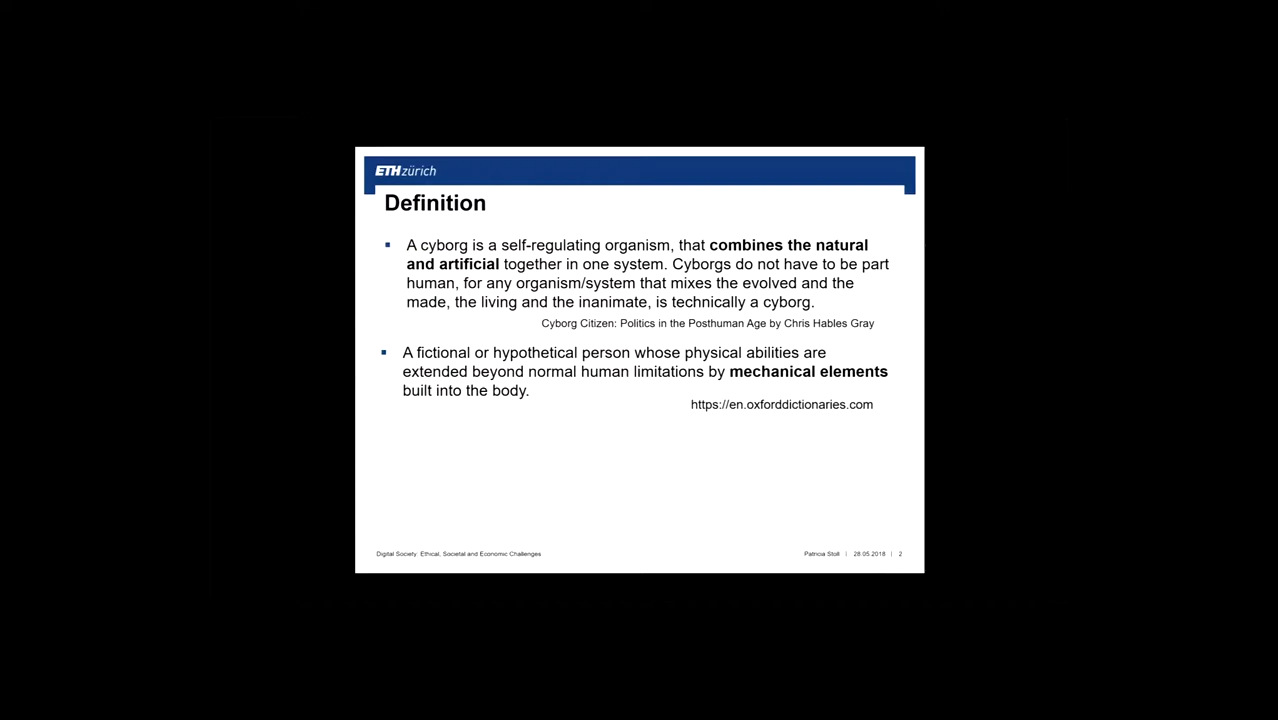 ETHzürich
Definition
▪ A cyborg is a self-regulating organism, that combines the natural
and artificial together in one system. Cyborgs do not have to be part
human, for any organism/system that mixes the evolved and the
made, the living and the inanimate, is technically a cyborg.
Cyborg Citizen: Politics in the Posthuman Age by Chris Hables Gray
▪ A fictional or hypothetical person whose physical abilities are
extended beyond normal human limitations by mechanical elements
built into the body.
https://en.oxforddictionaries.com
Digital Society: Ethical, Societal and Economic Challenges
Patricia Stoll | 28.05.2018 | 2